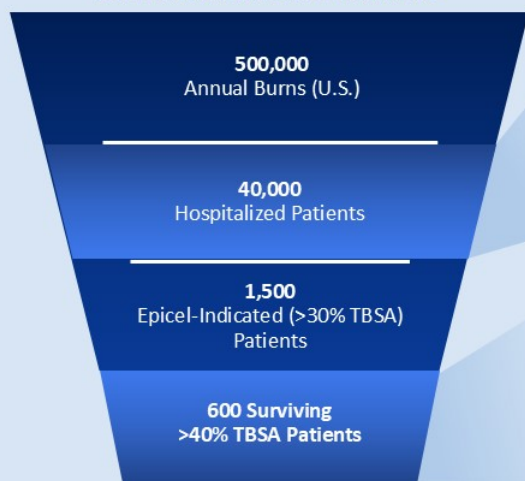 500,000
Annual Burns (U.S.)
40,000
Hospitalized Patients
1,500
Epicel-Indicated (>30% TBSA)
Patients
600 Surviving
>40% TBSA Patients